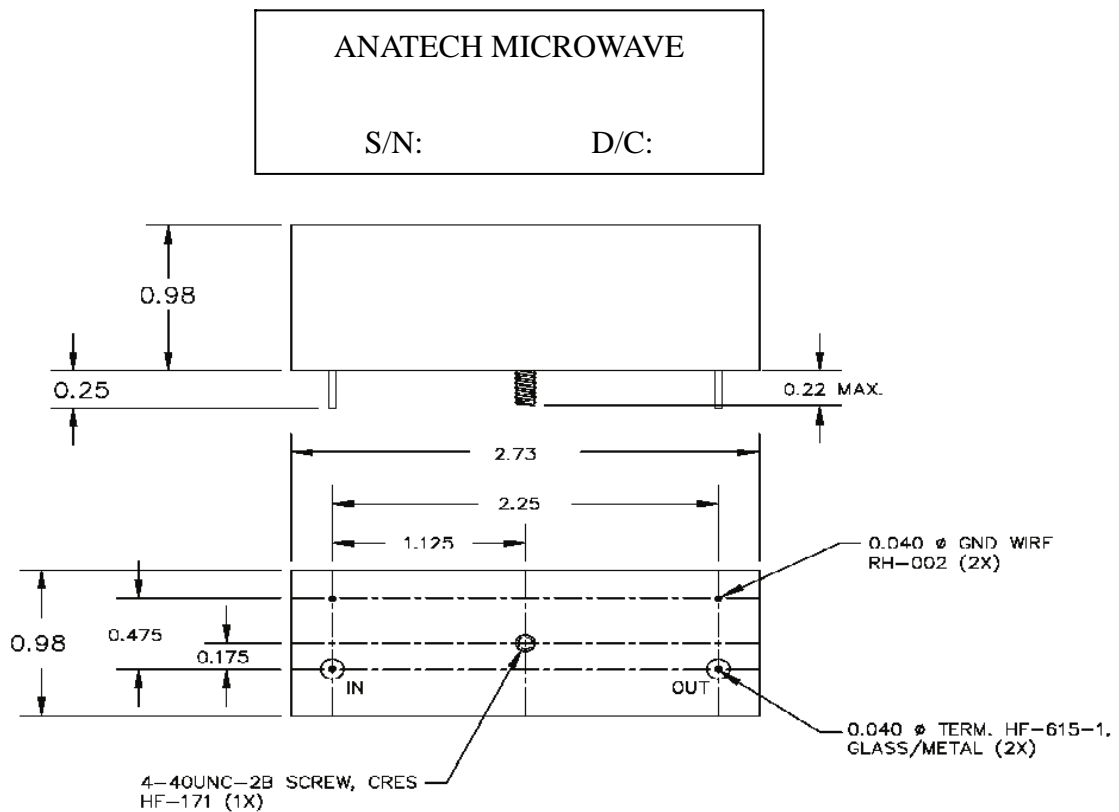 ANATECH MICROWAVE
S/N: D/C:
0.98
0.25
0.22 MAX.
2.73
2.25
1.125
0.040 ø GND WIRE
RH-002 (2X)
0.98
0.475
0.175
IN
OUT
0.040 ø TERM. HF-615-1,
GLASS/METAL (2X)
4-40UNC-2B SCREW, CRES
HF-171 (1X)